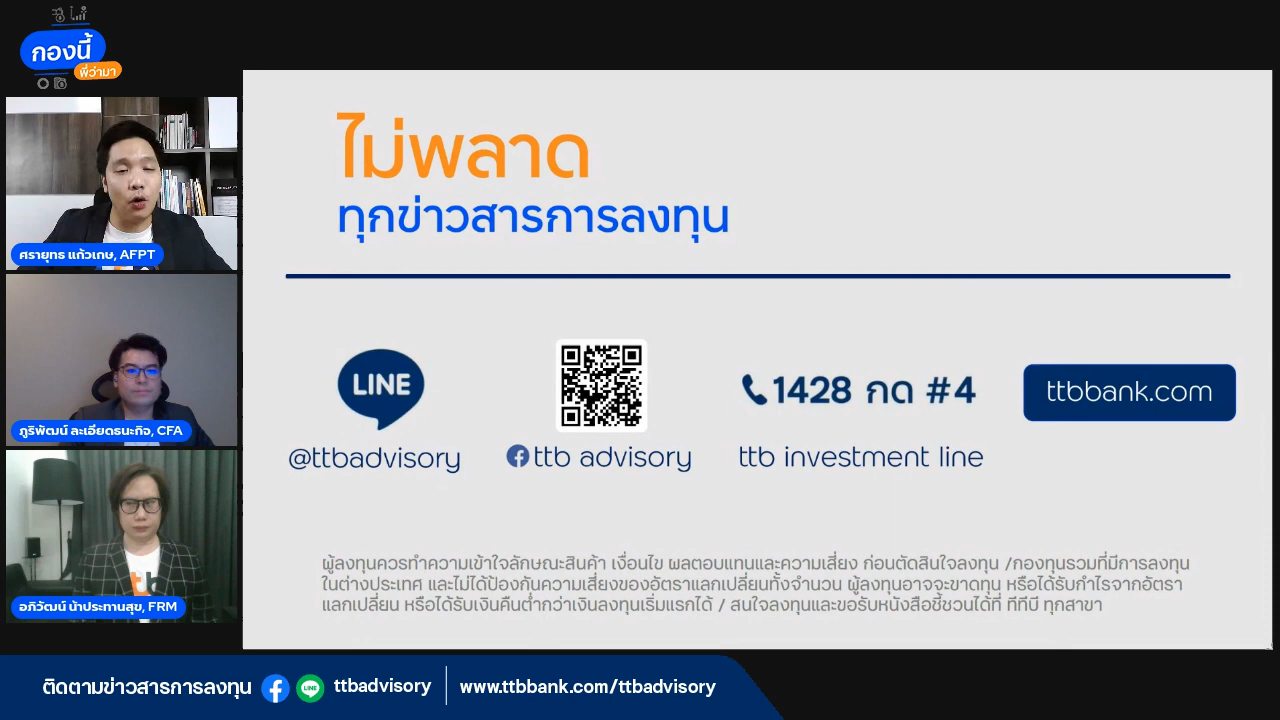 กองนี้
พี่ว่ามา
ศรายุทธ แก้วเกษ, AFPT
ภูริพัฒน์ ละเอียดธนะกิจ, CFA
อภิวัฒน์ น้าประทานสุข, FRM
ไม่พลาด
ทุกข่าวสารการลงทุน
LINE
@ttbadvisory
ttb advisory
1428 กด #4
ttb investment line
ttbbank.com
ผู้ลงทุนควรทำความเข้าใจลักษณะสินค้า เงื่อนไข ผลตอบแทนและความเสี่ยง ก่อนตัดสินใจลงทุน /กองทุนรวมที่มีการลงทุน
ในต่างประเทศ และไม่ได้ป้องกันความเสี่ยงของอัตราแลกเปลี่ยนทั้งจำนวน ผู้ลงทุนอาจจะขาดทุน หรือได้รับกำไรจากอัตรา
แลกเปลี่ยน หรือได้รับเงินคืนต่ำกว่าเงินลงทุนเริ่มแรกได้ / สนใจลงทุนและขอรับหนังสือชี้ชวนได้ที่ ทีทีบี ทุกสาขา
ติดตามข่าวสารการลงทุน
LINE
ttbadvisory
www.ttbbank.com/ttbadvisory